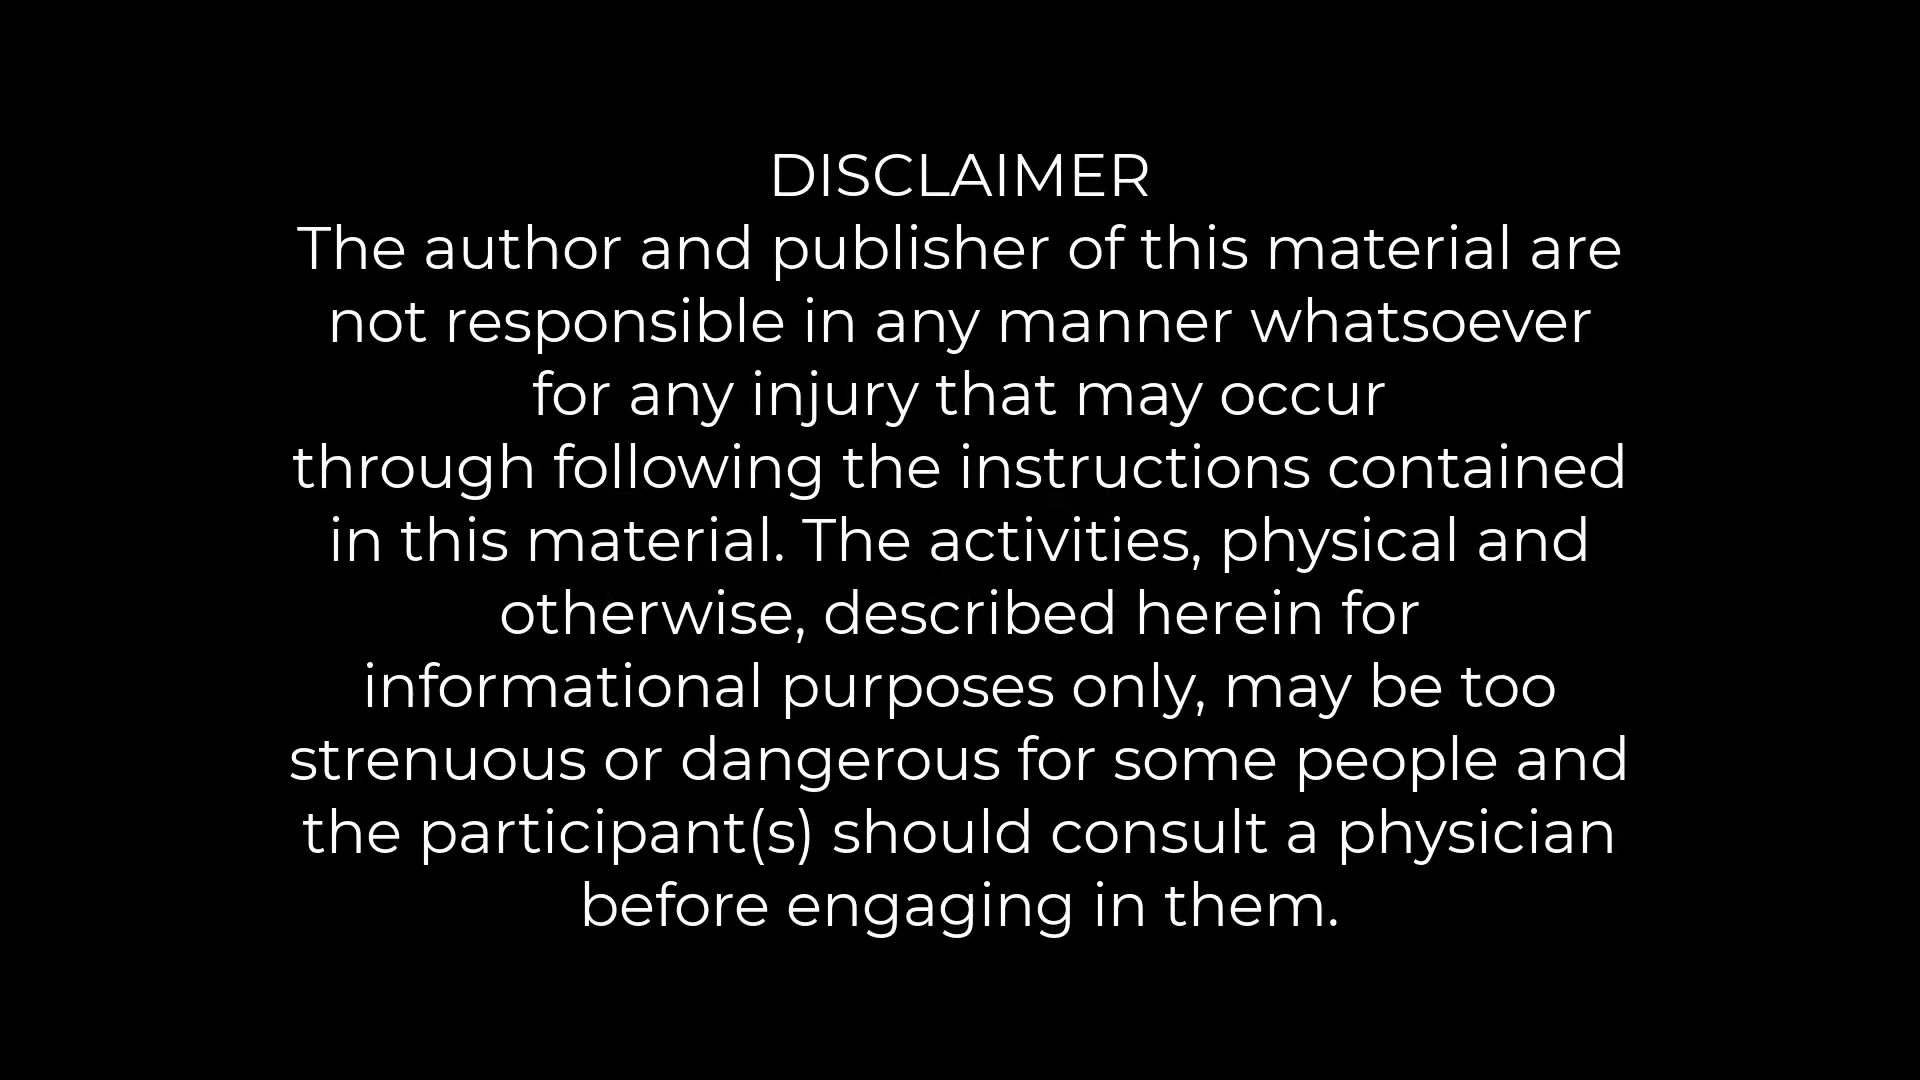 DISCLAIMER
The author and publisher of this material are
not responsible in any manner whatsoever
for any injury that may occur
through following the instructions contained
in this material. The activities, physical and
otherwise, described herein for
informational purposes only, may be too
strenuous or dangerous for some people and
the participant(s) should consult a physician
before engaging in them.